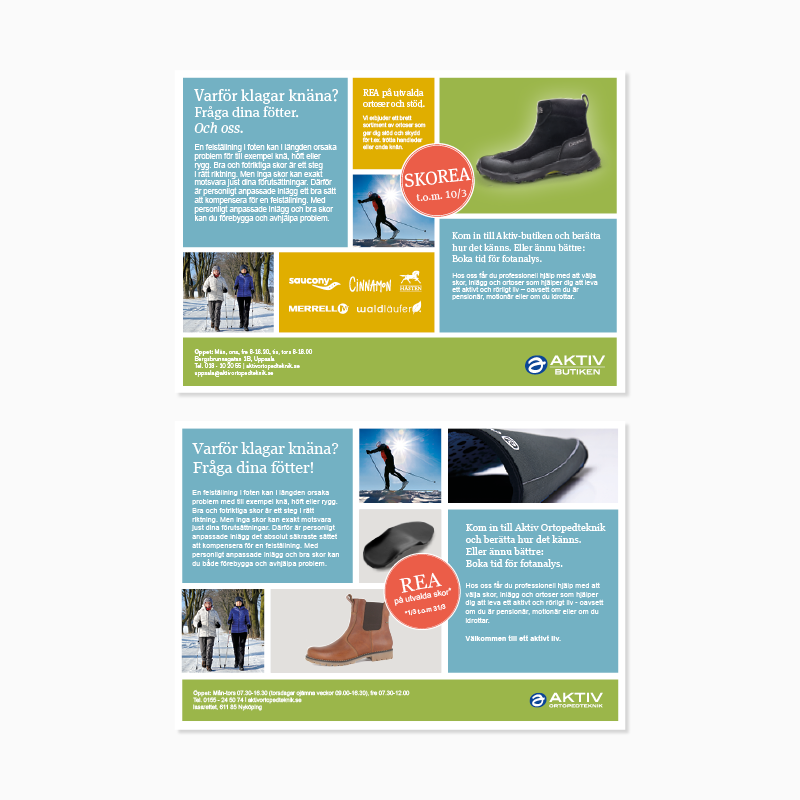 Varför klagar knäna?
Fråga dina fötter.
Och oss.
En felställning i foten kan i längden orsaka
problem för till exempel knä, höft eller
rygg. Bra och fotriktiga skor är ett steg
i rätt riktning. Men inga skor kan exakt
motsvara just dina förutsättningar. Därför
är personligt anpassade inlägg ett bra sätt
att kompensera för en felställning. Med
personligt anpassade inlägg och bra skor
kan du förebygga och avhjälpa problem.
REA på utvalda
ortoser och stöd.
Vi erbjuder ett brett
sortiment av ortoser som
ger dig stöd och skydd
för t.ex. trötta handleder
eller onda knän.
SKOREA
t.o.m. 10/3
Kom in till Aktiv-butiken och berätta
hur det känns. Eller ännu bättre:
Boka tid för fotanalys.
Hos oss får du professionell hjälp med att välja
skor, inlägg och ortoser som hjälper dig att leva
ett aktivt och rörligt liv – oavsett om du är
pensionär, motionär eller om du idrottar.
saucony
CINNAMON
HÄSTEN
MERRELL
waldläufer
Öppet: Mån, ons, fre 8-16.30, tis, tors 8-18.00
Uppsala
aktivortopedteknik.se
uppsala@aktivortopedteknik.se
AKTIV
BUTIKEN
Varför klagar knäna?
Fråga dina fötter!
En felställning i foten kan i längden orsaka
problem med till exempel knä, höft eller rygg.
Bra och fotriktiga skor är ett steg i rätt
riktning. Men inga skor kan exakt motsvara
just dina förutsättningar. Därför är personligt
anpassade inlägg det absolut säkraste sättet
att kompensera för en felställning. Med
personligt anpassade inlägg och bra skor kan
du både förebygga och avhjälpa problem.
REA
på utvalda skor*
*1/3 t.o.m 31/3
Kom in till Aktiv Ortopedteknik
och berätta hur det känns.
Eller ännu bättre:
Boka tid för fotanalys.
Hos oss får du professionell hjälp med att
välja skor, inlägg och ortoser som hjälper
dig att leva ett aktivt och rörligt liv - oavsett
om du är pensionär, motionär eller om du
idrottar.
Välkommen till ett aktivt liv.
Öppet: Mån-tors 07.30-16.30 (torsdagar ojämna veckor 09.00-16.30), fre 07.30-12.00
Tel: 0155 - 24 50 74 | aktivortopedteknik.se
lasarettet, 611 85 Nyköping
AKTIV
ORTOPEDTEKNIK